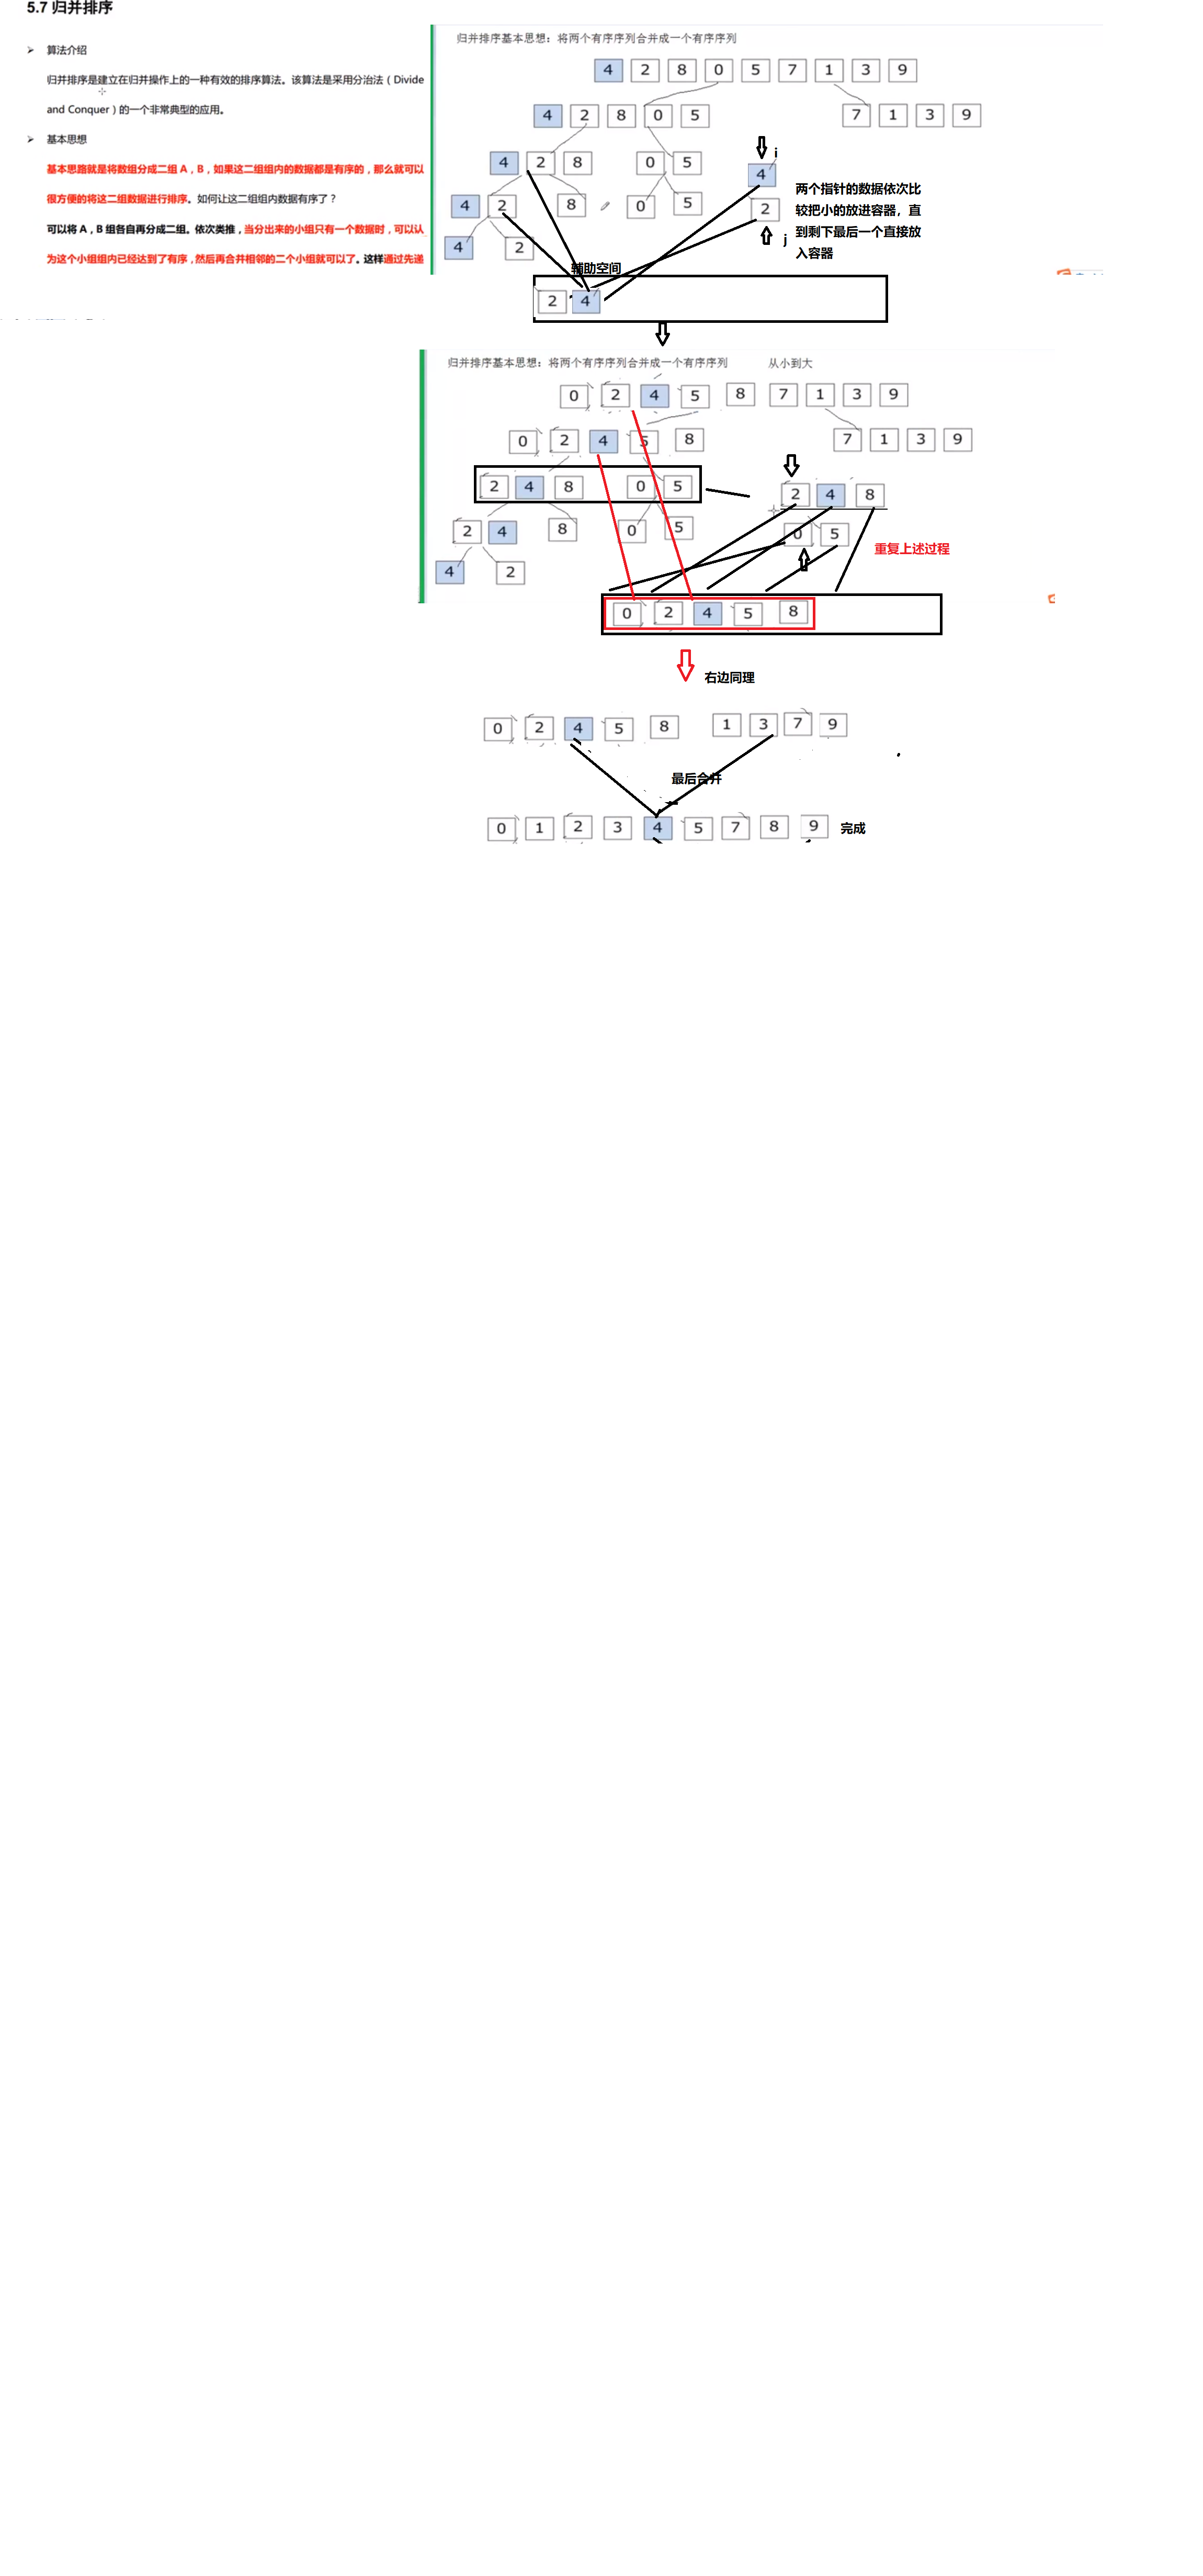 5.7 归并排序
➢ 算法介绍
归并排序是建立在归并操作上的一种有效的排序算法。该算法是采用分治法（Divide
and Conquer）的一个非常典型的应用。
➢ 基本思想
基本思路就是将数组分成二组 A，B，如果这二组组内的数据都是有序的，那么就可以
很方便的将这二组数据进行排序。如何让这二组组内数据有序了？
可以将 A，B 组各自再分成二组。依次类推，当分出来的小组只有一个数据时，可以认
为这个小组组内已经达到了有序，然后再合并相邻的二个小组就可以了。这样通过先递
归并排序基本思想：将两个有序序列合并成一个有序序列
4 2 8 0 5 7 1 3 9
4 2 8 0 5 7 1 3 9
4 2 8 0 5
4 2 8 0 5
4 2
i
4
2
j
两个指针的数据依次比
较把小的放进容器，直
到剩下最后一个直接放
入容器
辅助空间
2 4
归并排序基本思想：将两个有序序列合并成一个有序序列 从小到大
0 2 4 5 8 7 1 3 9
0 2 4 5 8 7 1 3 9
2 4 8 0 5
2 4 8 0 5
4 2
2 4 8
0 5
重复上述过程
0 2 4 5 8
右边同理
0 2 4 5 8 1 3 7 9
最后合并
0 1 2 3 4 5 7 8 9 完成